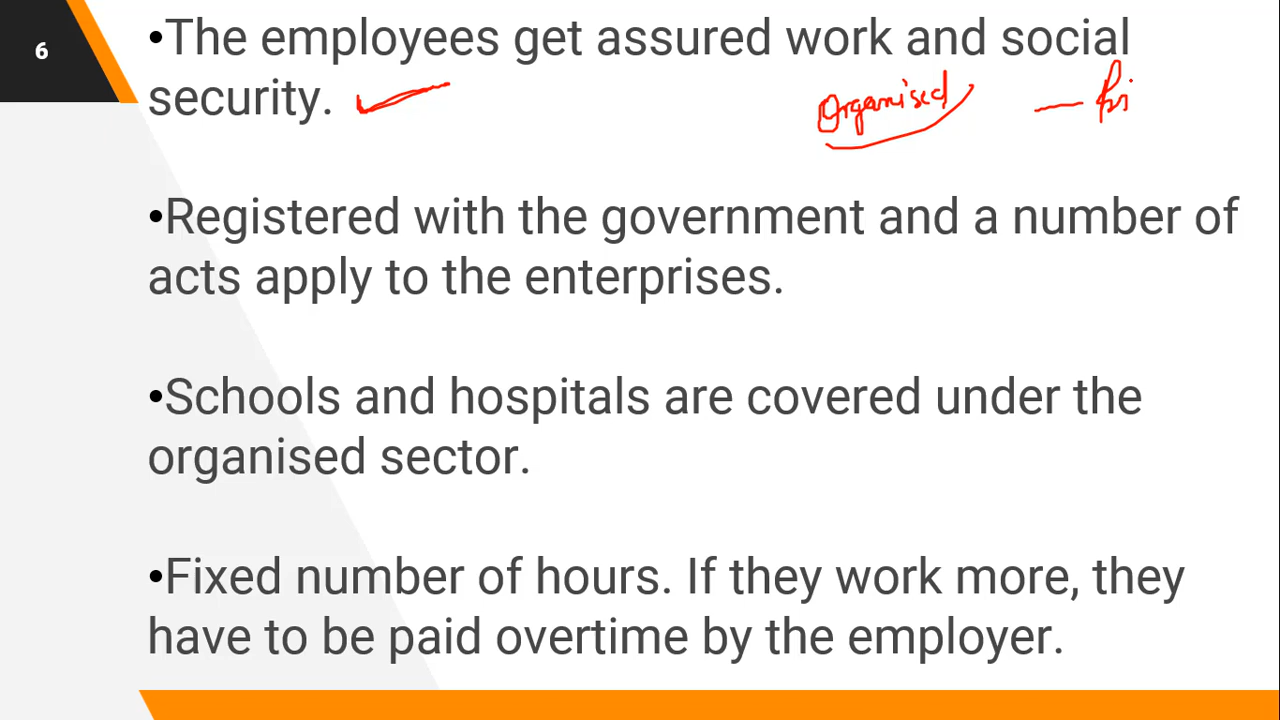 6
•The employees get assured work and social
security.
Organised
•Registered with the government and a number of
acts apply to the enterprises.
•Schools and hospitals are covered under the
organised sector.
•Fixed number of hours. If they work more, they
have to be paid overtime by the employer.